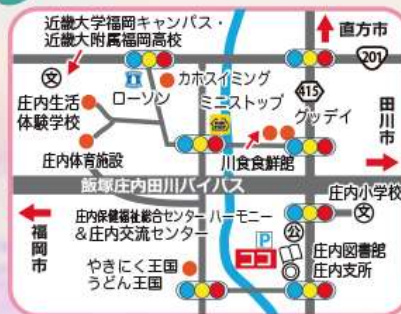 近畿大学福岡キャンパス・
近畿大附属福岡高校
直方市
201
文
カホスイミング
ローソン
ミニストップ
415
グッデイ
庄内生活
体験学校
田川市
庄内体育施設
川食食鮮館
飯塚庄内田川バイパス
庄内小学校
文
福岡市
庄内保健福祉総合センター ハーモニー
&庄内交流センター
P
公
ココ
庄内図書館
庄内支所
やきにく王国
うどん王国